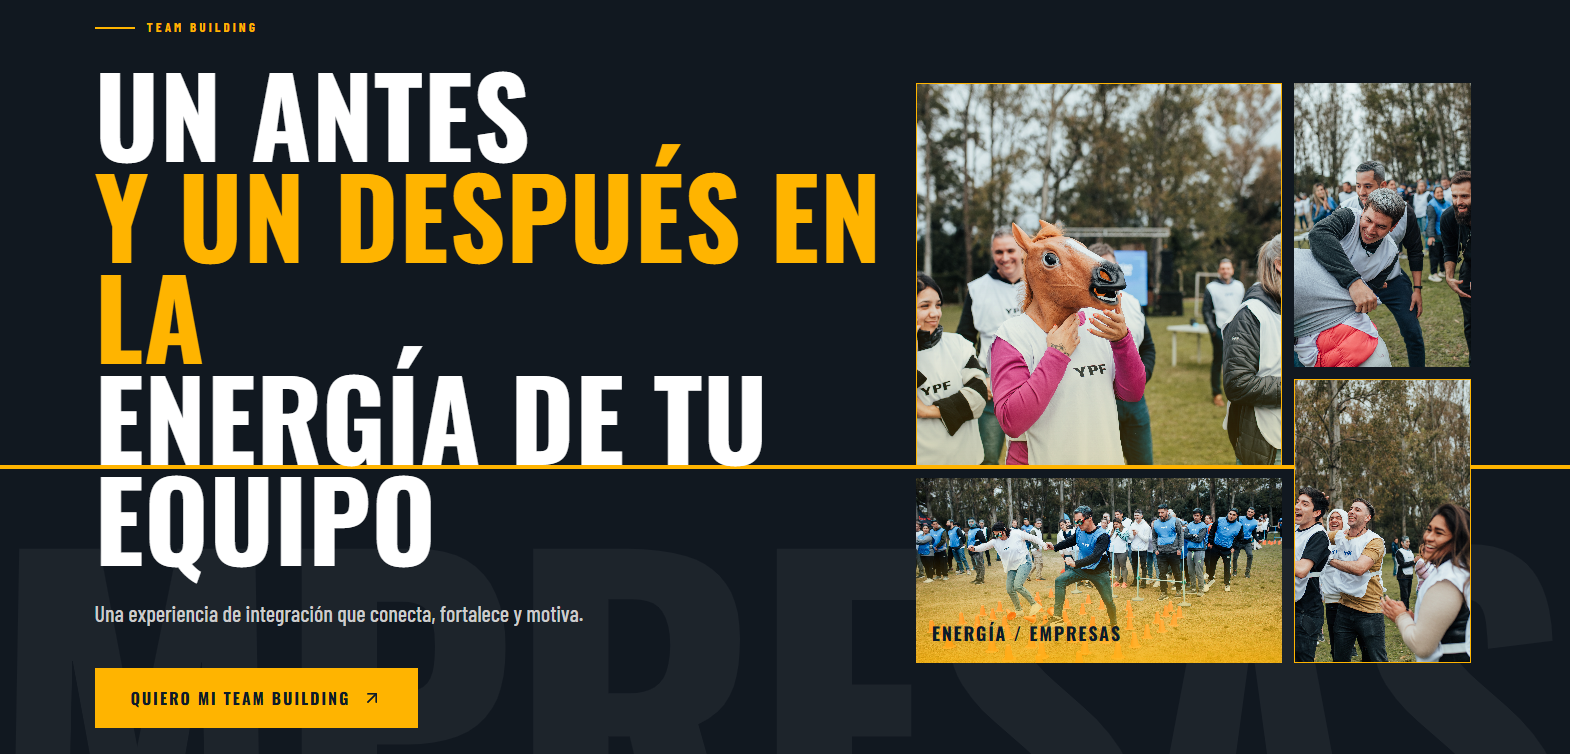 TEAM BUILDING
UN ANTES
Y UN DESPUÉS EN
LA
ENERGÍA DE TU
EQUIPO
Una experiencia de integración que conecta, fortalece y motiva.
QUIERO MI TEAM BUILDING
YPF
YPF
ENERGÍA / EMPRESAS
MPRESAS